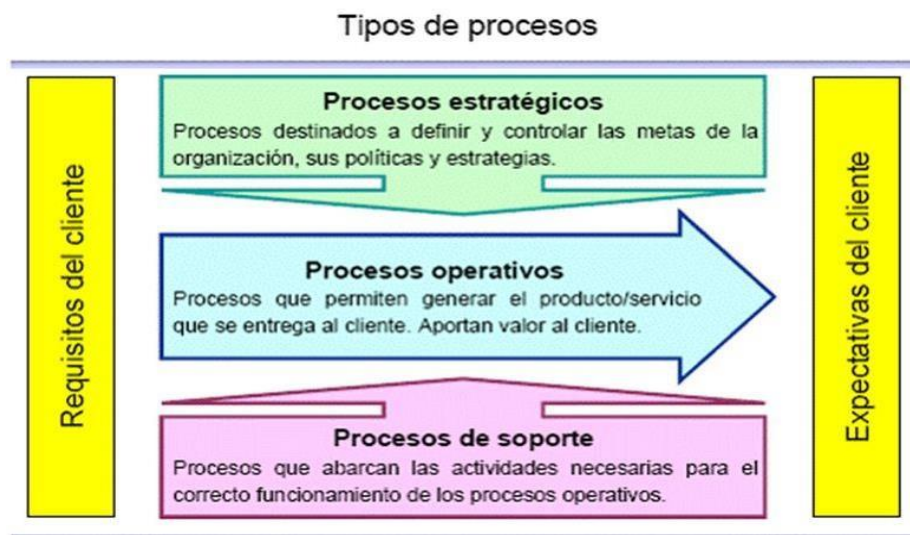 Tipos de procesos
Requisitos del cliente
Procesos estratégicos
Procesos destinados a definir y controlar las metas de la
organización, sus políticas y estrategias.
Procesos operativos
Procesos que permiten generar el producto/servicio
que se entrega al cliente. Aportan valor al cliente.
Procesos de soporte
Procesos que abarcan las actividades necesarias para el
correcto funcionamiento de los procesos operativos.
Expectativas del cliente